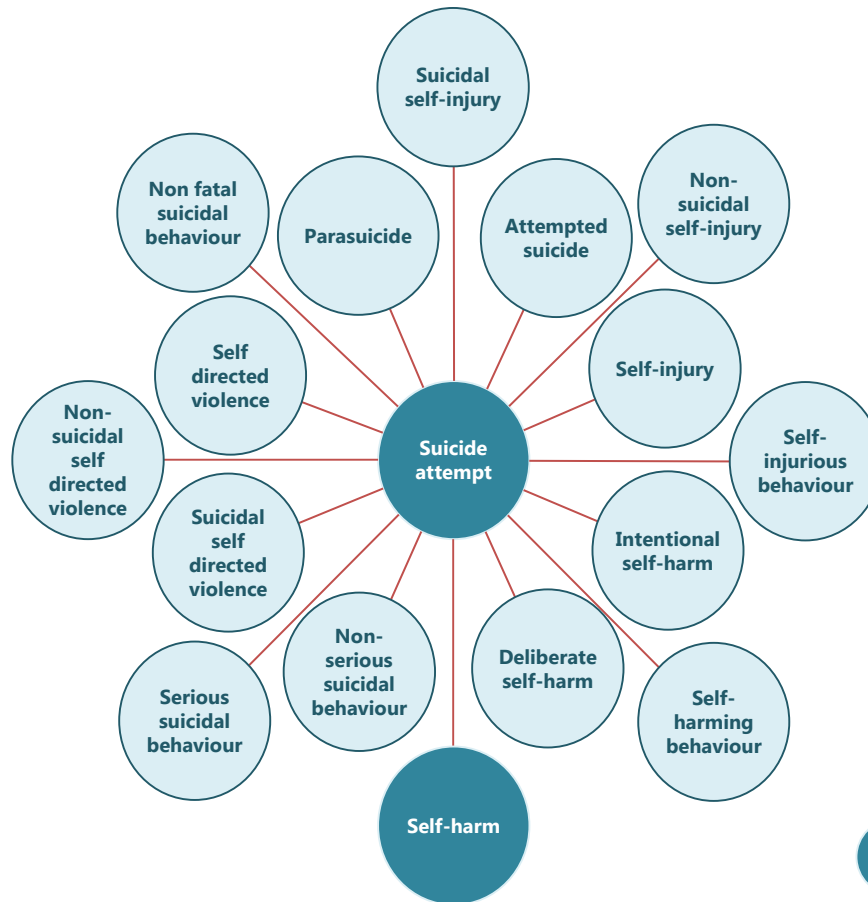 Suicidal
self-injury
Non fatal
suicidal
behaviour
Parasuicide
Attempted
suicide
Non-
suicidal
self-injury
Self
directed
violence
Self-injury
Non-
suicidal
self
directed
violence
Suicide
attempt
Self-
injurious
behaviour
Suicidal
self
directed
violence
Intentional
self-harm
Serious
suicidal
behaviour
Non-
serious
suicidal
behaviour
Deliberate
self-harm
Self-
harming
behaviour
Self-harm